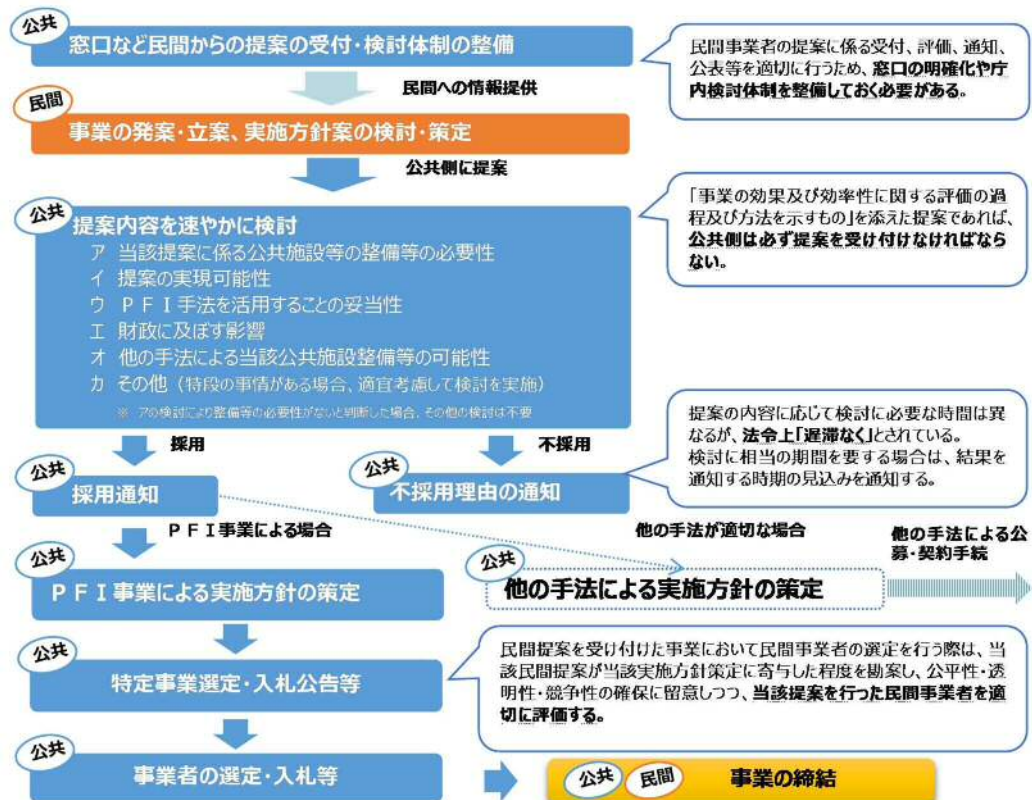 公共
窓口など民間からの提案の受付・検討体制の整備
民間事業者の提案に係る受付、評価、通知、
公表等を適切に行うため、窓口の明確化や庁
内検討体制を整備しておく必要がある。
民間への情報提供
民間
事業の発案・立案、実施方針案の検討・策定
公共側に提案
「事業の効果及び効率性に関する評価の過
程及び方法を示すもの」を添えた提案であれば、
公共側は必ず提案を受け付けなければなら
ない。
公共
提案内容を速やかに検討
ア 当該提案に係る公共施設等の整備等の必要性
イ 提案の実現可能性
ウ PFI手法を活用することの妥当性
エ 財政に及ぼす影響
オ 他の手法による当該公共施設整備等の可能性
カ その他（特段の事情がある場合、適宜考慮して検討を実施）
※ アの検討により整備等の必要性がないと判断した場合、その他の検討は不要
採用
不採用
提案の内容に応じて検討に必要な時間は異
なるが、法令上「遅滞なく」とされている。
検討に相当の期間を要する場合は、結果を
通知する時期の見込みを通知する。
公共
採用通知
公共
不採用理由の通知
PFI事業による場合
他の手法が適切な場合
他の手法による公
募・契約手続
公共
PFI事業による実施方針の策定
公共
他の手法による実施方針の策定
公共
特定事業選定・入札公告等
民間提案を受け付けた事業において民間事業者の選定を行う際は、当
該民間提案が当該実施方針策定に寄与した程度を勘案し、公平性・透
明性・競争性の確保に留意しつつ、当該提案を行った民間事業者を適
切に評価する。
公共
事業者の選定・入札等
公共
民間
事業の締結